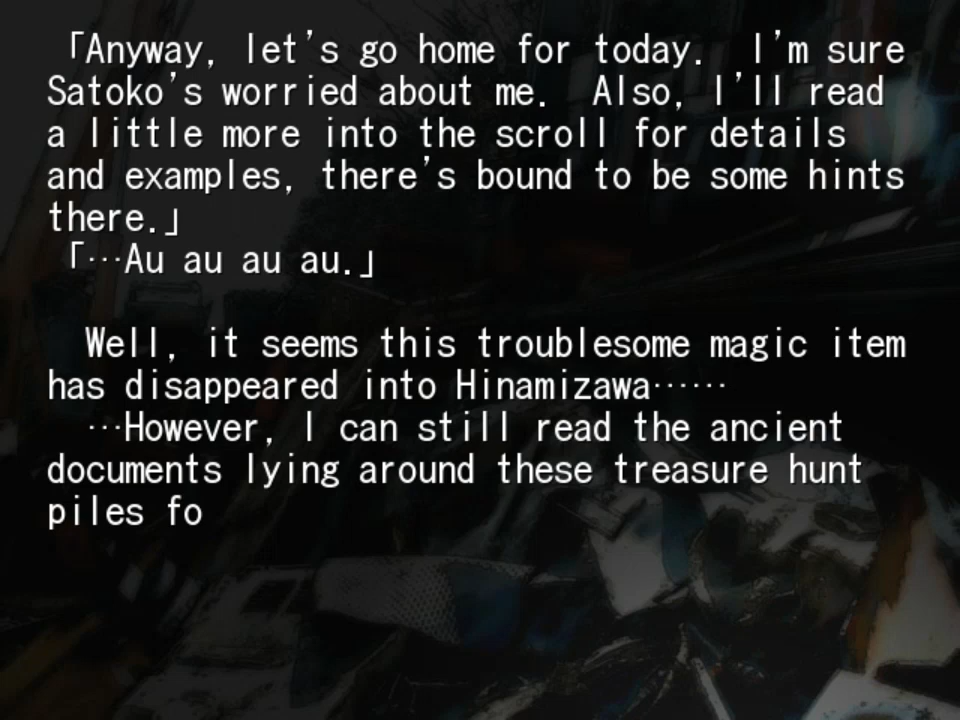 「Anyway, let's go home for today.  I'm sure
Satoko's worried about me.  Also, I'll read
a little more into the scroll for details
and examples, there's bound to be some hints
there.」
「…Au au au au.」
Well, it seems this troublesome magic item
has disappeared into Hinamizawa……
…However, I can still read the ancient
documents lying around these treasure hunt
piles fo